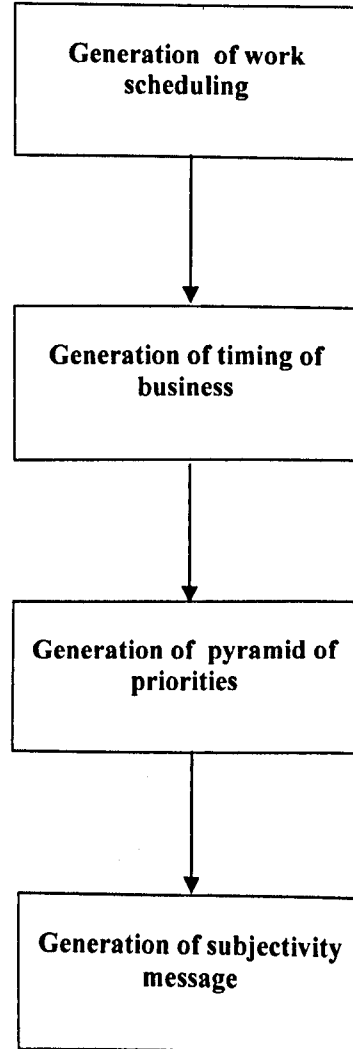 Generation of work
scheduling
Generation of timing of
business
Generation of pyramid of
priorities
Generation of subjectivity
message